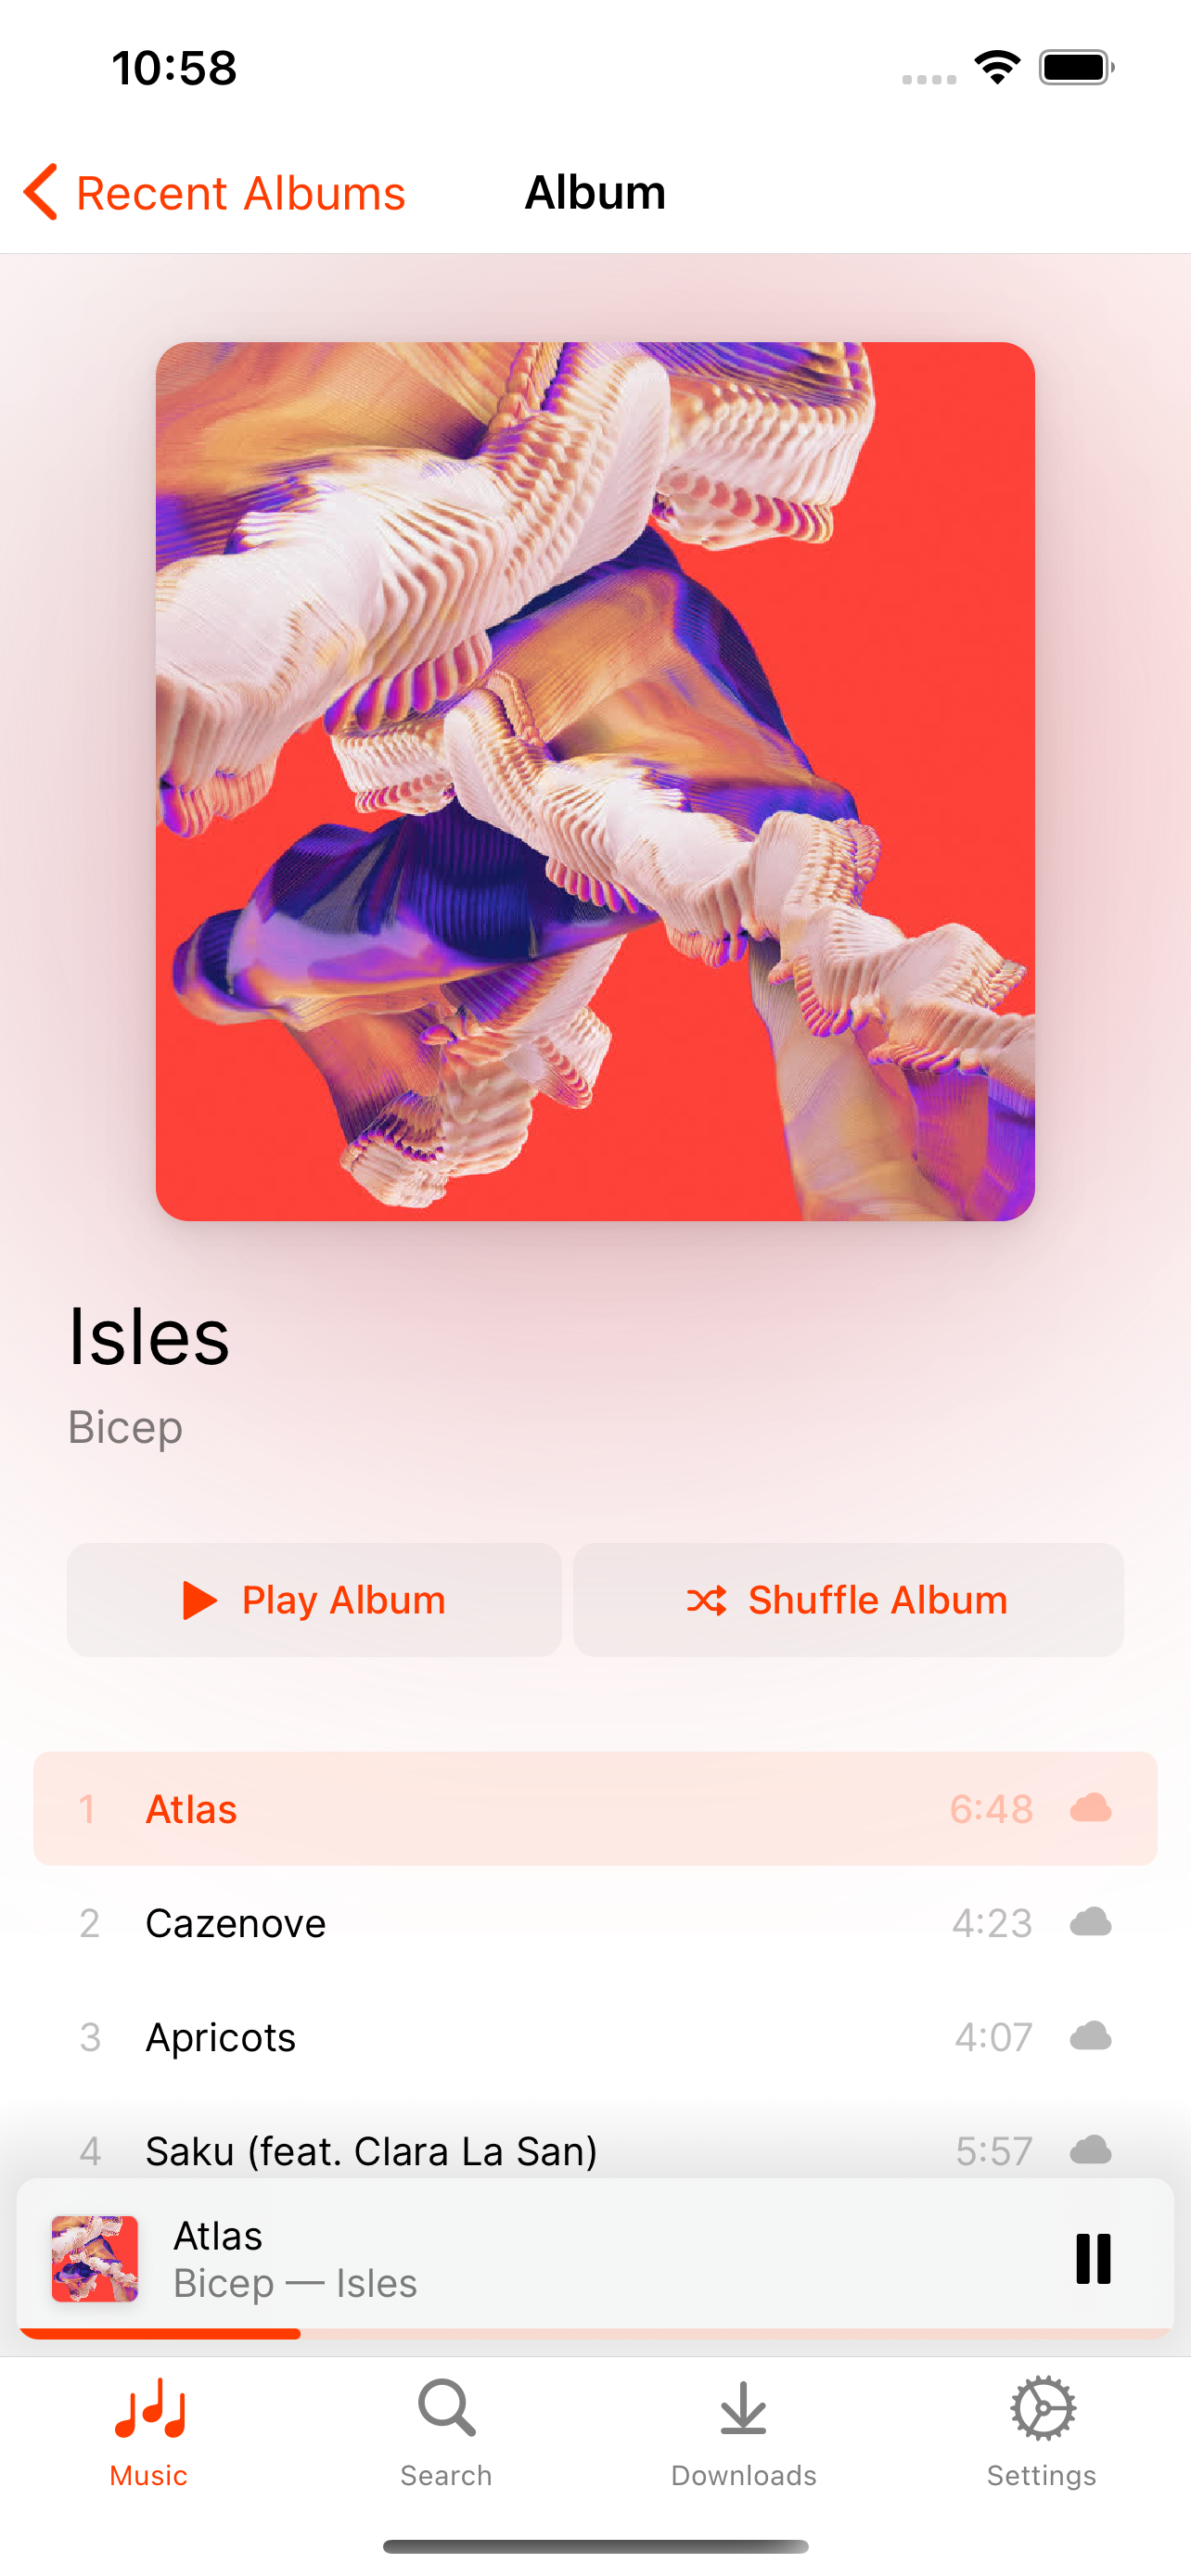 10:58
Recent Albums
Album
Isles
Bicep
Play Album
Shuffle Album
1 Atlas 6:48
2 Cazenove 4:23
3 Apricots 4:07
4 Saku (feat. Clara La San) 5:57
Atlas
Bicep — Isles
Music
Search
Downloads
Settings